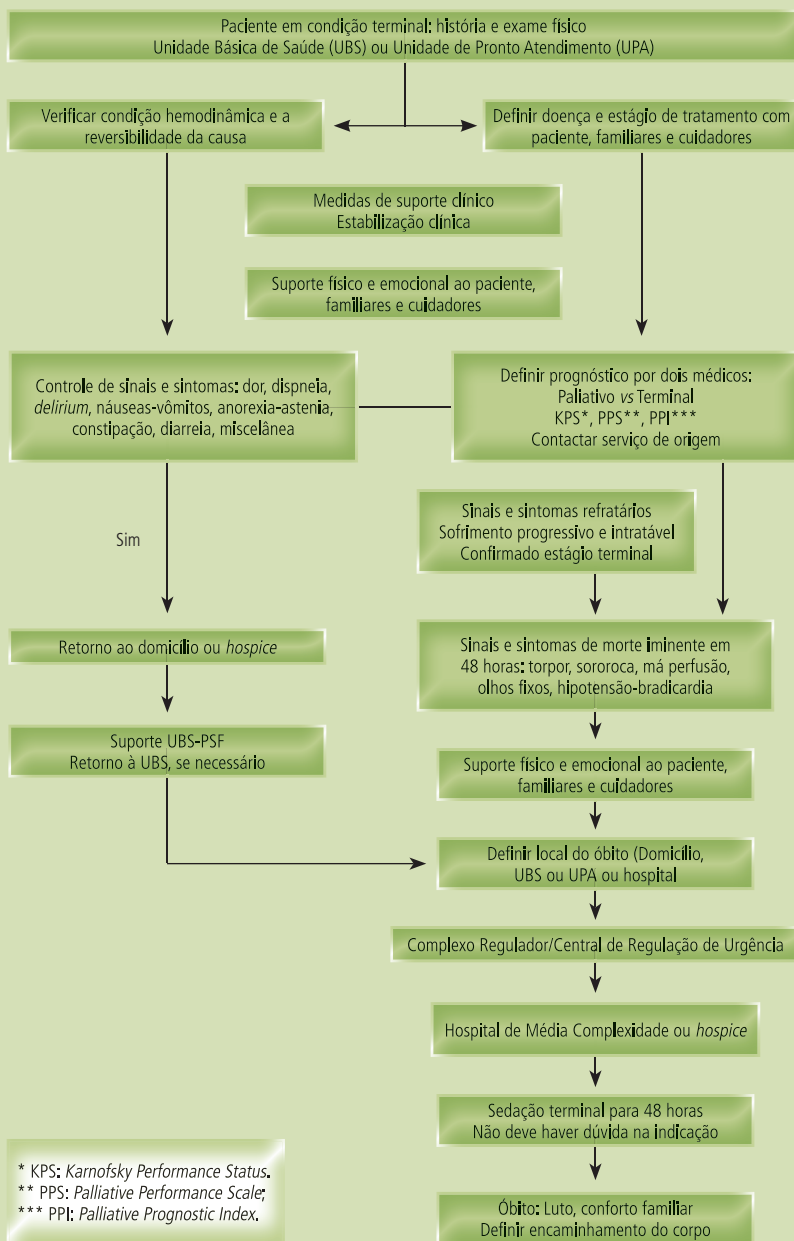 Paciente em condição terminal: história e exame físico
Unidade Básica de Saúde (UBS) ou Unidade de Pronto Atendimento (UPA)
Verificar condição hemodinâmica e a
reversibilidade da causa
Definir doença e estágio de tratamento com
paciente, familiares e cuidadores
Medidas de suporte clínico
Estabilização clínica
Suporte físico e emocional ao paciente,
familiares e cuidadores
Controle de sinais e sintomas: dor, dispneia,
delirium, náuseas-vômitos, anorexia-astenia,
constipação, diarreia, miscelânea
Definir prognóstico por dois médicos:
Paliativo vs Terminal
KPS*, PPS**, PPI***
Contactar serviço de origem
Sinais e sintomas refratários
Sofrimento progressivo e intratável
Confirmado estágio terminal
Sim
Retorno ao domicílio ou hospice
Sinais e sintomas de morte iminente em
48 horas: torpor, sororoca, má perfusão,
olhos fixos, hipotensão-bradicardia
Suporte UBS-PSF
Retorno à UBS, se necessário
Suporte físico e emocional ao paciente,
familiares e cuidadores
Definir local do óbito (Domicílio,
UBS ou UPA ou hospital
Complexo Regulador/Central de Regulação de Urgência
Hospital de Média Complexidade ou hospice
Sedação terminal para 48 horas
Não deve haver dúvida na indicação
Óbito: Luto, conforto familiar
Definir encaminhamento do corpo
* KPS: Karnofsky Performance Status.
** PPS: Palliative Performance Scale;
*** PPI: Palliative Prognostic Index.